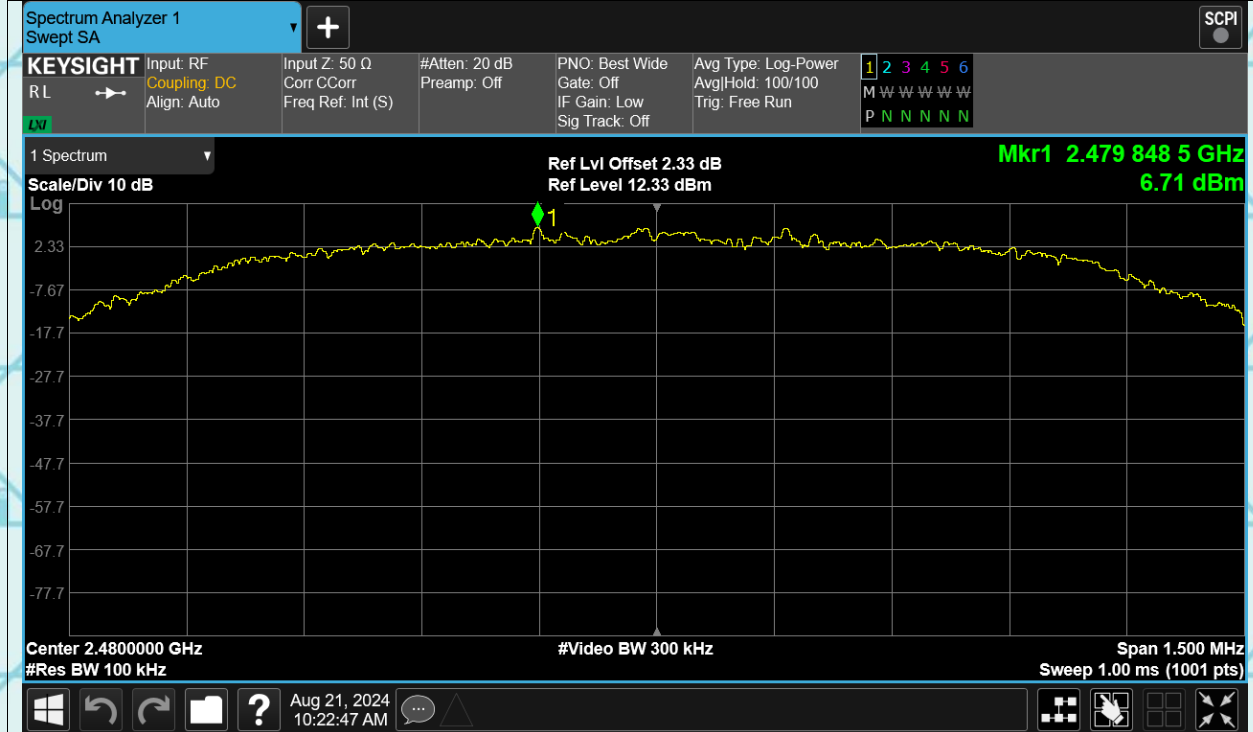 Spectrum Analyzer 1
Swept SA
SCPI
KEYSIGHT
R L
LXI
Input: RF
Coupling: DC
Align: Auto
Input Z: 50 Ω
Corr CCorr
Freq Ref: Int (S)
#Atten: 20 dB
Preamp: Off
PNO: Best Wide
Gate: Off
IF Gain: Low
Sig Track: Off
Avg Type: Log-Power
Avg|Hold: 100/100
Trig: Free Run
1 2 3 4 5 6
M W W W W W
P N N N N N
1 Spectrum
Scale/Div 10 dB
Log
Ref Lvl Offset 2.33 dB
Ref Level 12.33 dBm
Mkr1 2.479 848 5 GHz
6.71 dBm
1
2.33
-7.67
-17.7
-27.7
-37.7
-47.7
-57.7
-67.7
-77.7
Center 2.4800000 GHz
#Res BW 100 kHz
#Video BW 300 kHz
Span 1.500 MHz
Sweep 1.00 ms (1001 pts)
?
Aug 21, 2024
10:22:47 AM